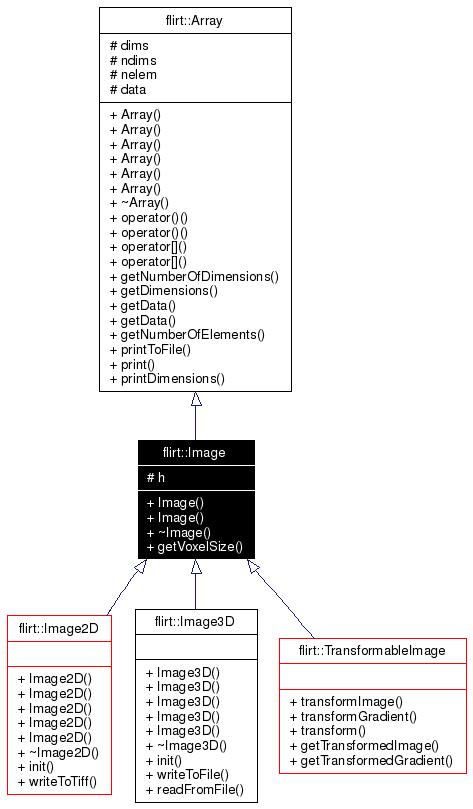 flirt::Array
# dims
# ndims
# nelem
# data
+ Array()
+ Array()
+ Array()
+ Array()
+ Array()
+ Array()
+ ~Array()
+ operator()()
+ operator()()
+ operator[]()
+ operator[]()
+ getNumberOfDimensions()
+ getDimensions()
+ getData()
+ getData()
+ getNumberOfElements()
+ printToFile()
+ print()
+ printDimensions()
flirt::Image
# h
+ Image()
+ Image()
+ ~Image()
+ getVoxelSize()
flirt::Image2D
+ Image2D()
+ Image2D()
+ Image2D()
+ Image2D()
+ Image2D()
+ ~Image2D()
+ init()
+ writeToTiff()
flirt::Image3D
+ Image3D()
+ Image3D()
+ Image3D()
+ Image3D()
+ Image3D()
+ ~Image3D()
+ init()
+ writeToFile()
+ readFromFile()
flirt::TransformableImage
+ transformImage()
+ transformGradient()
+ transform()
+ getTransformedImage()
+ getTransformedGradient()